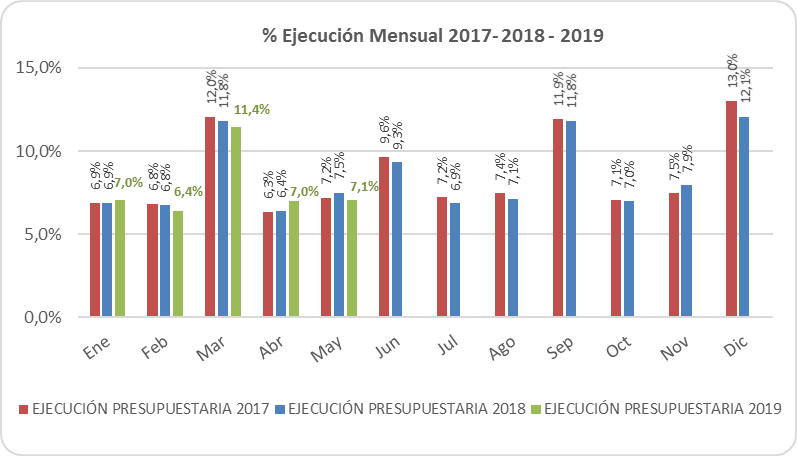 % Ejecución Mensual 2017- 2018 - 2019
15,0%
10,0%
5,0%
0,0%
6,9%
6,9%
7,0%
6,8%
6,8%
6,4%
12,0%
11,8%
11,4%
6,3%
6,4%
7,0%
7,2%
7,5%
7,1%
9,6%
9,3%
7,2%
6,9%
7,4%
7,1%
11,9%
11,8%
7,1%
7,0%
7,5%
7,9%
13,0%
12,1%
Ene
Feb
Mar
Abr
May
Jun
Jul
Ago
Sep
Oct
Nov
Dic
EJECUCIÓN PRESUPUESTARIA 2017
EJECUCIÓN PRESUPUESTARIA 2018
EJECUCIÓN PRESUPUESTARIA 2019